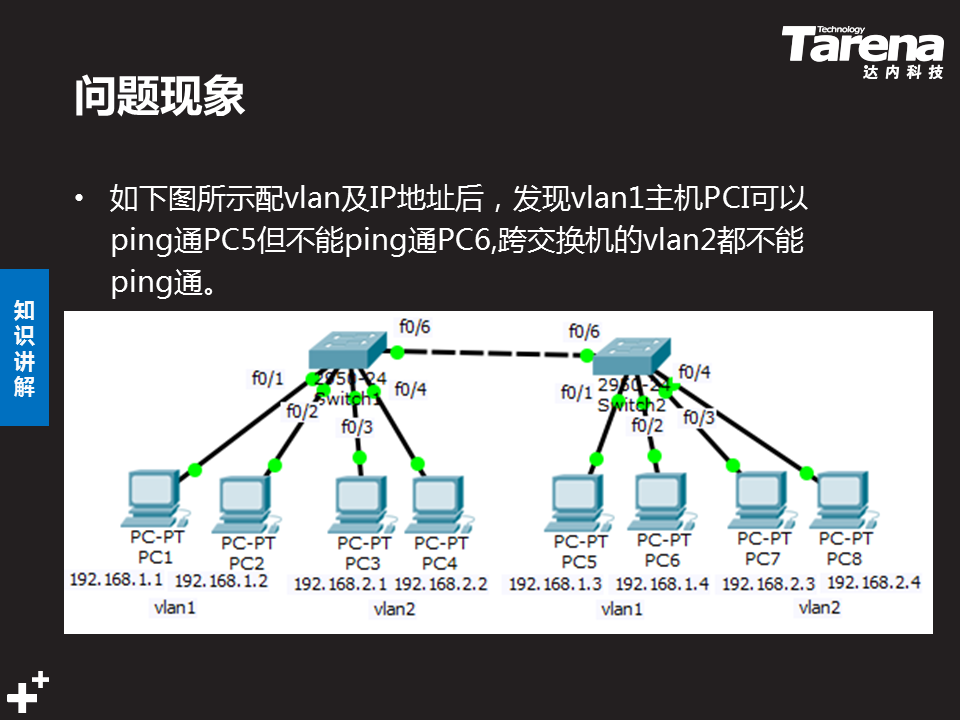 Technology
Tarena
达内科技
问题现象
• 如下图所示配vlan及IP地址后，发现vlan1主机PCI可以
ping通PC5但不能ping通PC6,跨交换机的vlan2都不能
ping通。
知识讲解
f0/6 f0/6
f0/1 2950-24 f0/4 f0/1 2950-24 f0/4
Switch1 Switch2
f0/2 f0/3 f0/2 f0/3
PC-PT PC-PT PC-PT PC-PT PC-PT PC-PT PC-PT PC-PT
PC1 PC2 PC3 PC4 PC5 PC6 PC7 PC8
192.168.1.1 192.168.1.2 192.168.2.1 192.168.2.2 192.168.1.3 192.168.1.4 192.168.2.3 192.168.2.4
vlan1 vlan2 vlan1 vlan2